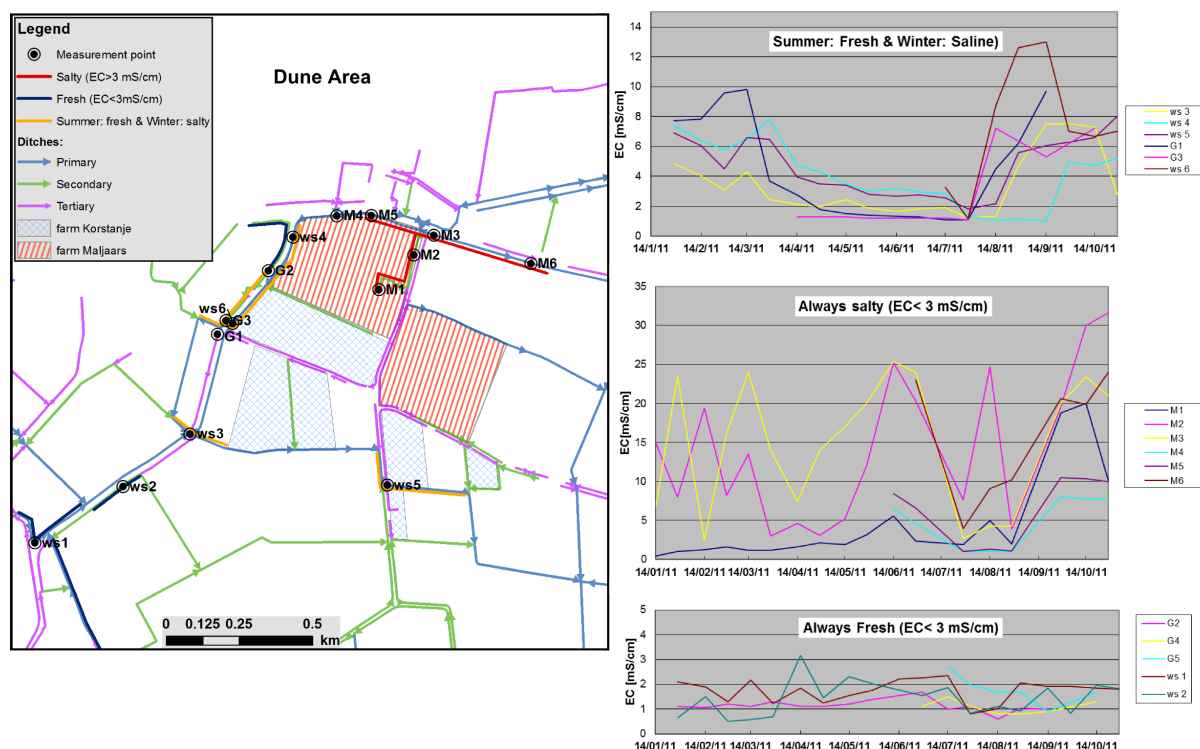 Legend
Measurement point
Salty (EC>3 mS/cm)
Fresh (EC<3mS/cm)
Summer: fresh & Winter: salty
Ditches:
Primary
Secondary
Tertiary
farm Korstanje
farm Maljaars
Dune Area
M4
M5
M3
M2
M6
M1
ws4
G2
ws6
G3
G1
ws3
ws2
ws1
ws5
0 0.125 0.25 0.5
km
Summer: Fresh & Winter: Saline)
EC [mS/cm]
14
12
10
8
6
4
2
0
14/1/11 14/2/11 14/3/11 14/4/11 14/5/11 14/6/11 14/7/11 14/8/11 14/9/11 14/10/11
ws 3
ws 4
ws 5
G1
G3
ws 6
Always salty (EC< 3 mS/cm)
EC[mS/cm]
35
30
25
20
15
10
5
0
14/01/11 14/02/11 14/03/11 14/04/11 14/05/11 14/06/11 14/07/11 14/08/11 14/09/11 14/10/11
M1
M2
M3
M4
M5
M6
Always Fresh (EC< 3 mS/cm)
EC [mS/cm]
5
4
3
2
1
0
14/01/11 14/02/11 14/03/11 14/04/11 14/05/11 14/06/11 14/07/11 14/08/11 14/09/11 14/10/11
G2
G4
G5
ws 1
ws 2